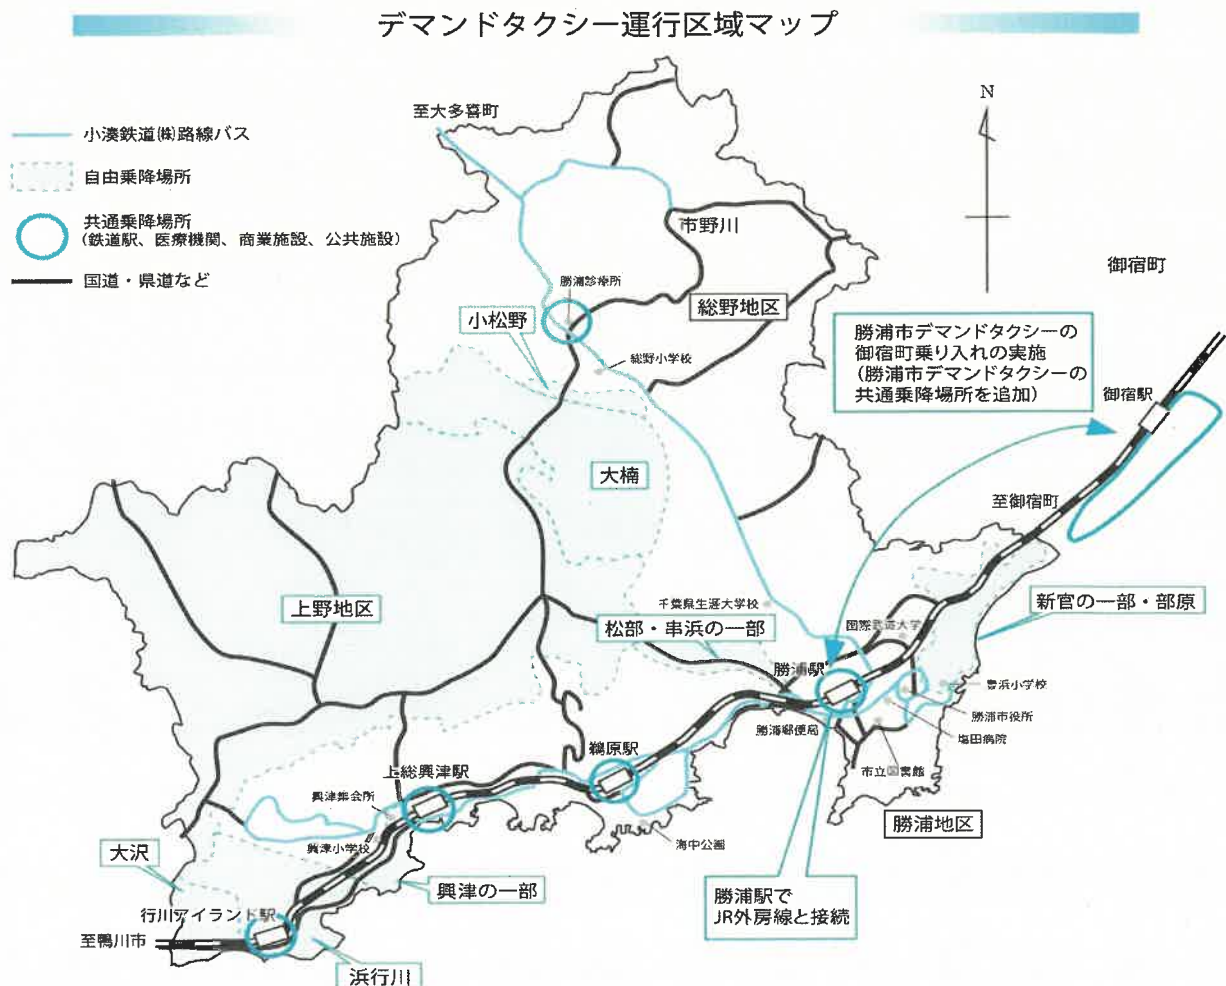 デマンドタクシー運行区域マップ
至大多喜町
N
小湊鉄道㈱路線バス
自由乗降場所
共通乗降場所
(鉄道駅、医療機関、商業施設、公共施設)
国道・県道など
市野川
御宿町
勝浦診療所
総野地区
小松野
勝浦市デマンドタクシーの
御宿町乗り入れの実施
(勝浦市デマンドタクシーの
共通乗降場所を追加)
総野小学校
御宿駅
大楠
至御宿町
上野地区
千葉県生涯大学校
新官の一部・部原
松部・串浜の一部
国際武道大学
勝浦駅
豊浜小学校
勝浦市役所
勝浦郵便局
塩田病院
鵜原駅
市立図書館
上総興津駅
興津集会所
勝浦地区
興津小学校
海中公園
大沢
興津の一部
勝浦駅で
JR外房線と接続
行川アイランド駅
至鴨川市
浜行川